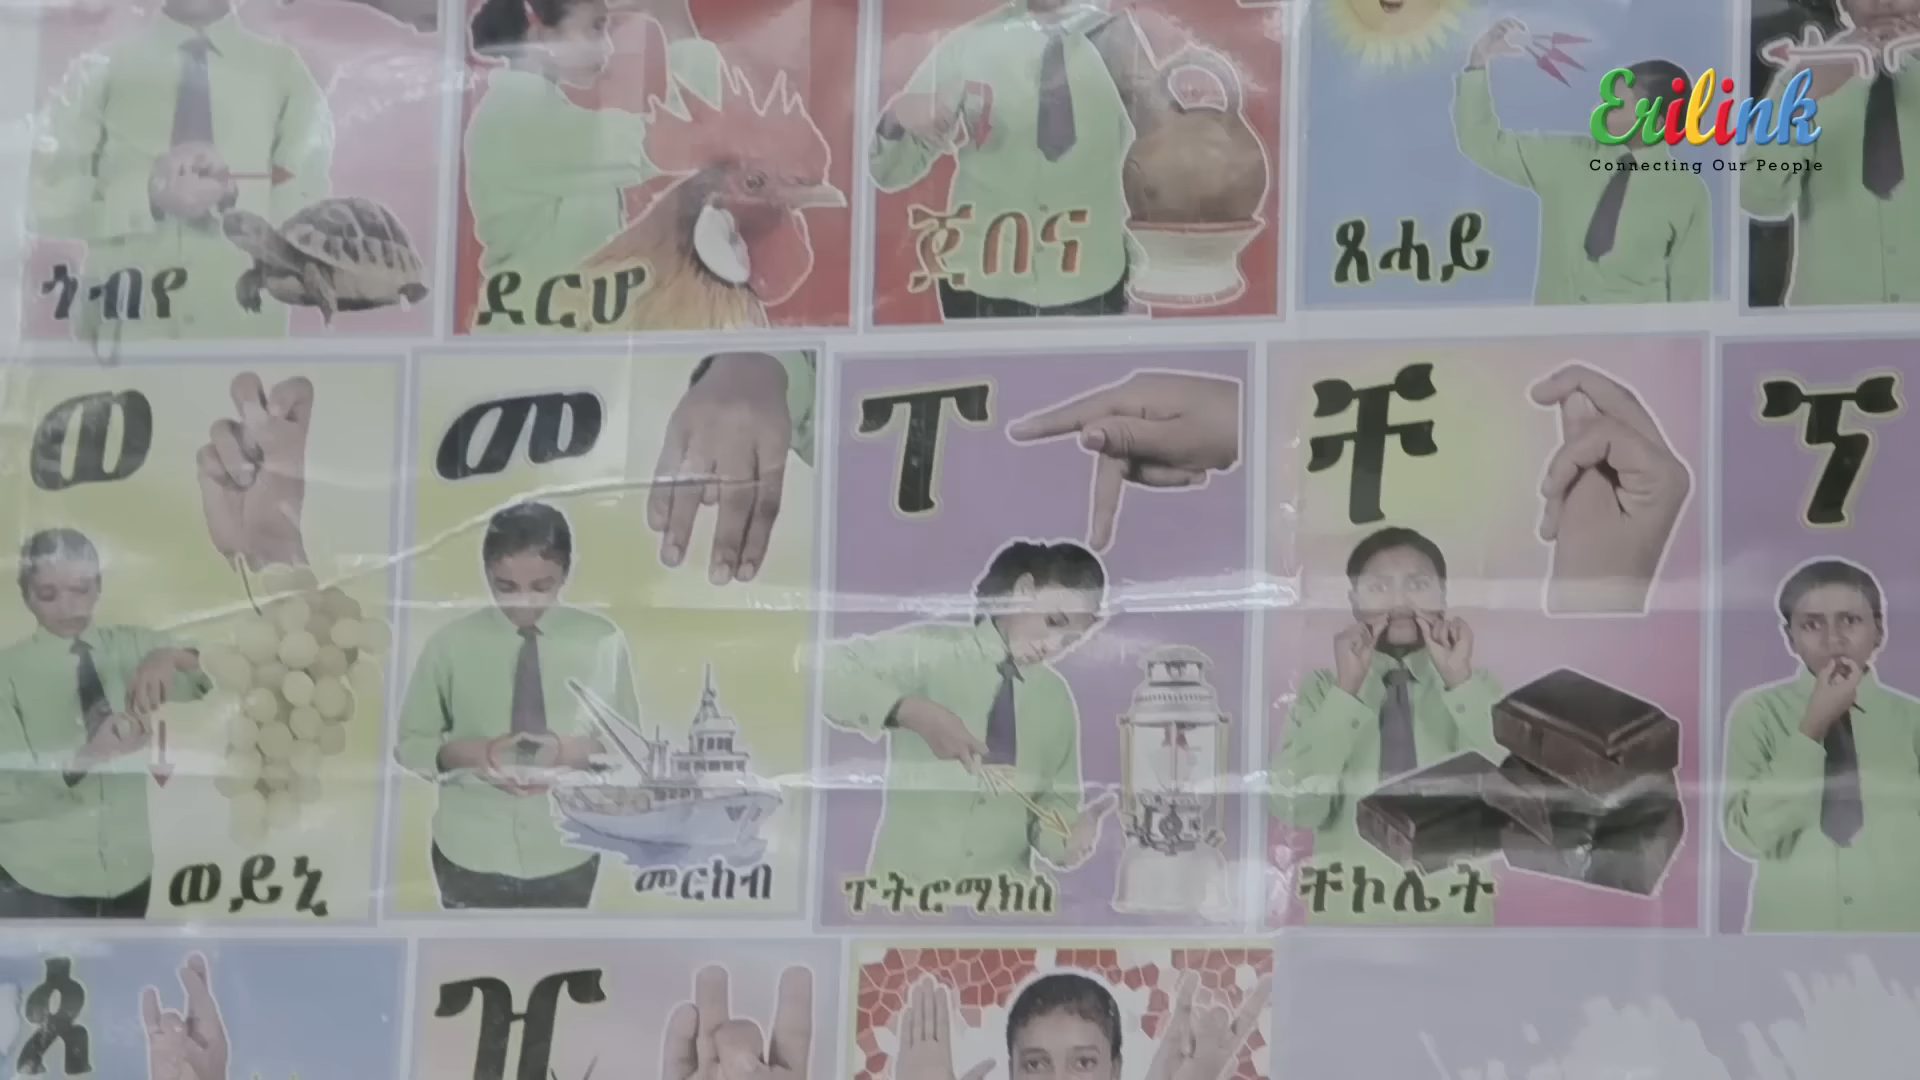 Erilink
Connecting Our People
ጎብየ
ደርሆ
ጀበና
ጸሓይ
ወ
መ
ፐ
ቸ
ኘ
ወይኒ
መርከብ
ፐትሮማክስ
ቸኮሌት
ጰ
ዠ